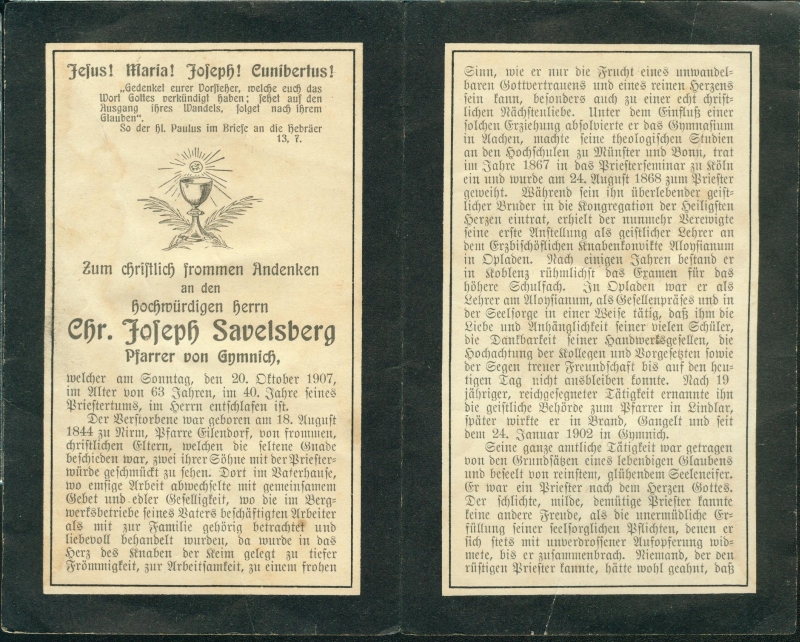 Jesus! Maria! Joseph! Cunibertus!
„Gedenket eurer Vorsteher, welche euch das
Wort Gottes verkündigt haben; sehet auf den
Ausgang ihres Wandels, folget nach ihrem
Glauben“.
So der hl. Paulus im Briefe an die Hebräer
13, 7.
Zum christlich frommen Andenken
an den
hochwürdigen Herrn
Chr. Joseph Savelsberg
Pfarrer von Gymnich,
welcher am Sonntag, den 20. Oktober 1907,
im Alter von 63 Jahren, im 40. Jahre seines
Priestertums, im Herrn entschlafen ist.
Der Verstorbene war geboren am 18. August
1844 zu Nirm, Pfarre Eilendorf, von frommen,
christlichen Eltern, welchen die seltene Gnade
beschieden war, zwei ihrer Söhne mit der Priester-
würde geschmückt zu sehen. Dort im Vaterhause,
wo emsige Arbeit abwechselte mit gemeinsamem
Gebet und edler Geselligkeit, wo die im Berg-
werksbetriebe seines Vaters beschäftigten Arbeiter
als mit zur Familie gehörig betrachtet und
liebevoll behandelt wurden, da wurde in das
Herz des Knaben der Keim gelegt zu tiefer
Frömmigkeit, zur Arbeitsamkeit, zu einem frohen
Sinn, wie er nur die Frucht eines unwandel-
baren Gottvertrauens und eines reinen Herzens
sein kann, besonders auch zu einer echt christ-
lichen Nächstenliebe. Unter dem Einfluß einer
solchen Erziehung absolvierte er das Gymnasium
in Aachen, machte seine theologischen Studien
an den Hochschulen zu Münster und Bonn, trat
im Jahre 1867 in das Priesterseminar zu Köln
ein und wurde am 24. August 1868 zum Priester
geweiht. Während sein ihn überlebender geist-
licher Bruder in die Kongregation der Heiligsten
Herzen eintrat, erhielt der nunmehr Verewigte
seine erste Anstellung als geistlicher Lehrer an
dem Erzbischöflichen Knabenkonvikte Aloysianum
in Opladen. Nach einigen Jahren bestand er
in Koblenz rühmlichst das Examen für das
höhere Schulfach. In Opladen war er als
Lehrer am Aloysianum, als Gesellenpräses und in
der Seelsorge in einer Weise tätig, daß ihm die
Liebe und Anhänglichkeit seiner vielen Schüler,
die Dankbarkeit seiner Handwerksgesellen, die
Hochachtung der Kollegen und Vorgesetzten sowie
der Segen treuer Freundschaft bis auf den heu-
tigen Tag nicht ausbleiben konnte. Nach 19
jähriger, reichgesegneter Tätigkeit ernannte ihn
die geistliche Behörde zum Pfarrer in Lindlar,
später wirkte er in Brand, Gangelt und seit
dem 24. Januar 1902 in Gymnich.
Seine ganze amtliche Tätigkeit war getragen
von den Grundsätzen eines lebendigen Glaubens
und beseelt von reinstem, glühendem Seeleneifer.
Er war ein Priester nach dem Herzen Gottes.
Der schlichte, milde, demütige Priester kannte
keine andere Freude, als die unermüdliche Er-
füllung seiner seelsorglichen Pflichten, denen er
sich stets mit unverdrossener Aufopferung wid-
mete, bis er zusammenbrach. Niemand, der den
rüstigen Priester kannte, hätte wohl geahnt, daß